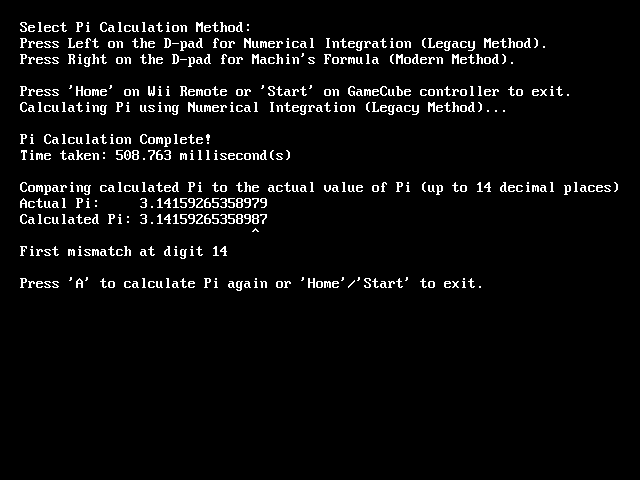 Select Pi Calculation Method:
Press Left on the D-pad for Numerical Integration (Legacy Method).
Press Right on the D-pad for Machin's Formula (Modern Method).
Press 'Home' on Wii Remote or 'Start' on GameCube controller to exit.
Calculating Pi using Numerical Integration (Legacy Method)...
Pi Calculation Complete!
Time taken: 508.763 millisecond(s)
Comparing calculated Pi to the actual value of Pi (up to 14 decimal places)
Actual Pi:     3.14159265358979
Calculated Pi: 3.14159265358987
^
First mismatch at digit 14
Press 'A' to calculate Pi again or 'Home'/'Start' to exit.